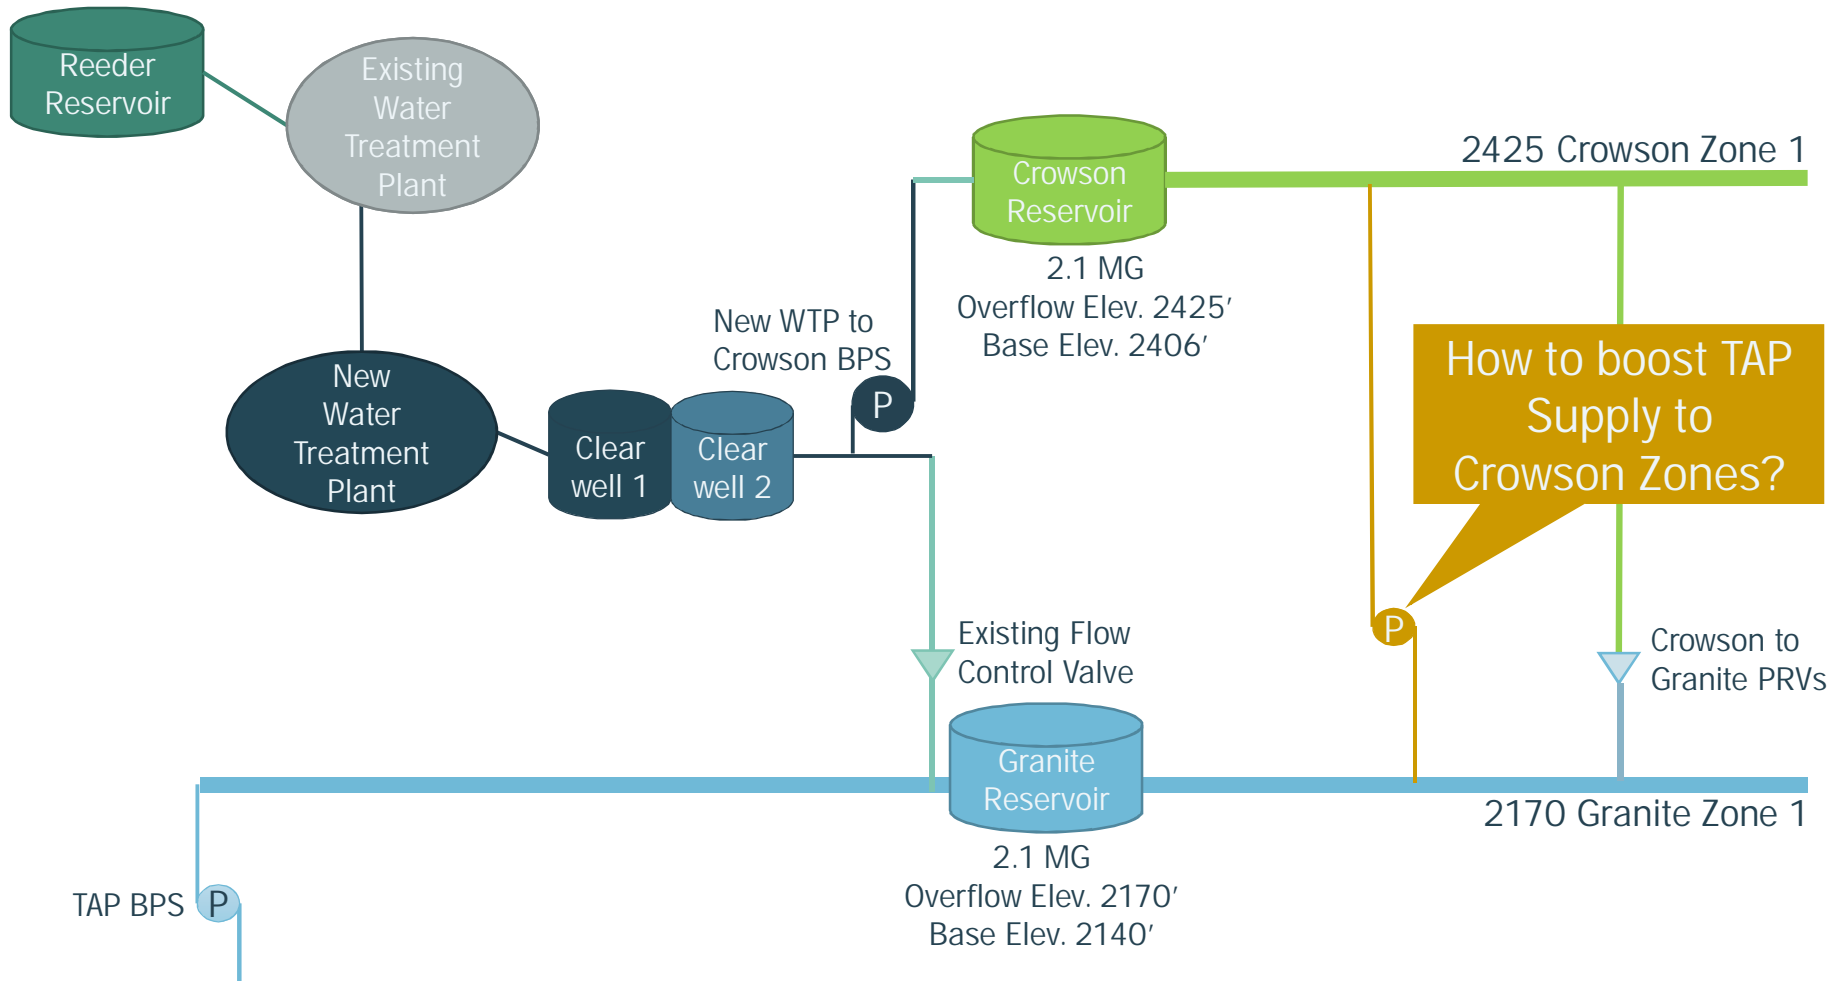 Reeder
Reservoir
Existing
Water
Treatment
Plant
2425 Crowson Zone 1
Crowson
Reservoir
2.1 MG
Overflow Elev. 2425′
Base Elev. 2406′
New WTP to
Crowson BPS
P
How to boost TAP
Supply to
Crowson Zones?
New
Water
Treatment
Plant
Clear
well 1
Clear
well 2
Existing Flow
Control Valve
P
Crowson to
Granite PRVs
Granite
Reservoir
2170 Granite Zone 1
2.1 MG
Overflow Elev. 2170′
Base Elev. 2140′
TAP BPS
P